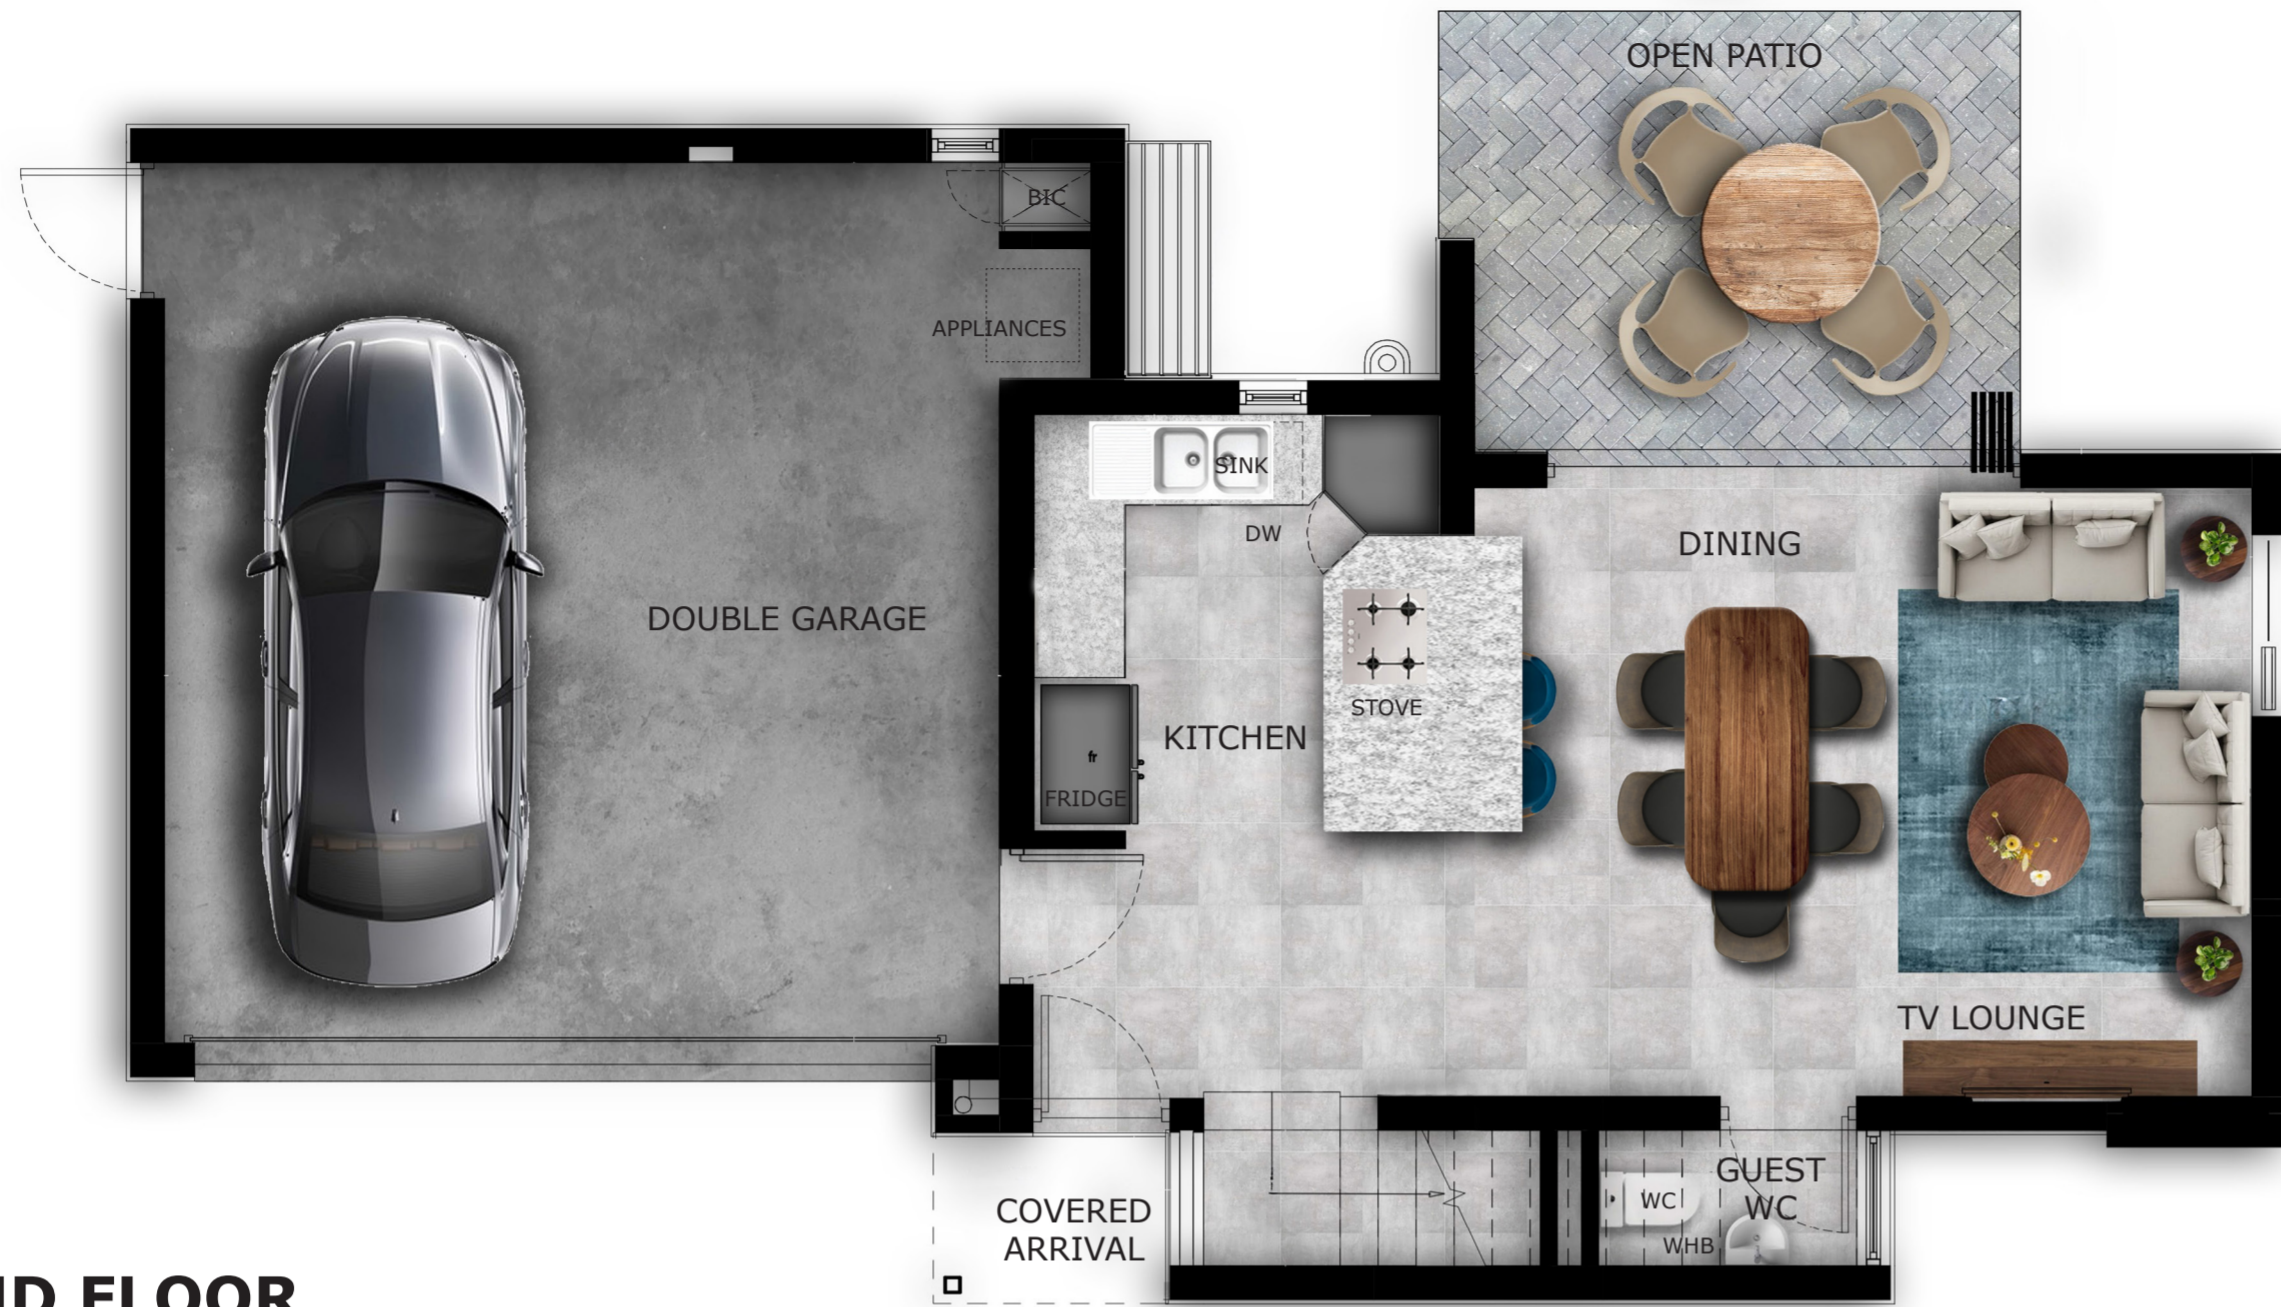 OPEN PATIO
BIC
APPLIANCES
SINK
DW
DINING
DOUBLE GARAGE
STOVE
KITCHEN
fr
FRIDGE
TV LOUNGE
GUEST
WC
WC
WHB
COVERED
ARRIVAL
FLOOR